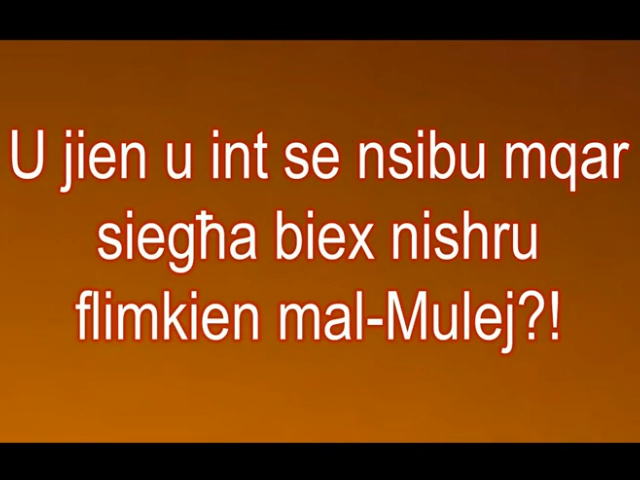 U jien u int se nsibu mqar
siegħa biex nishru
flimkien mal-Mulej?!